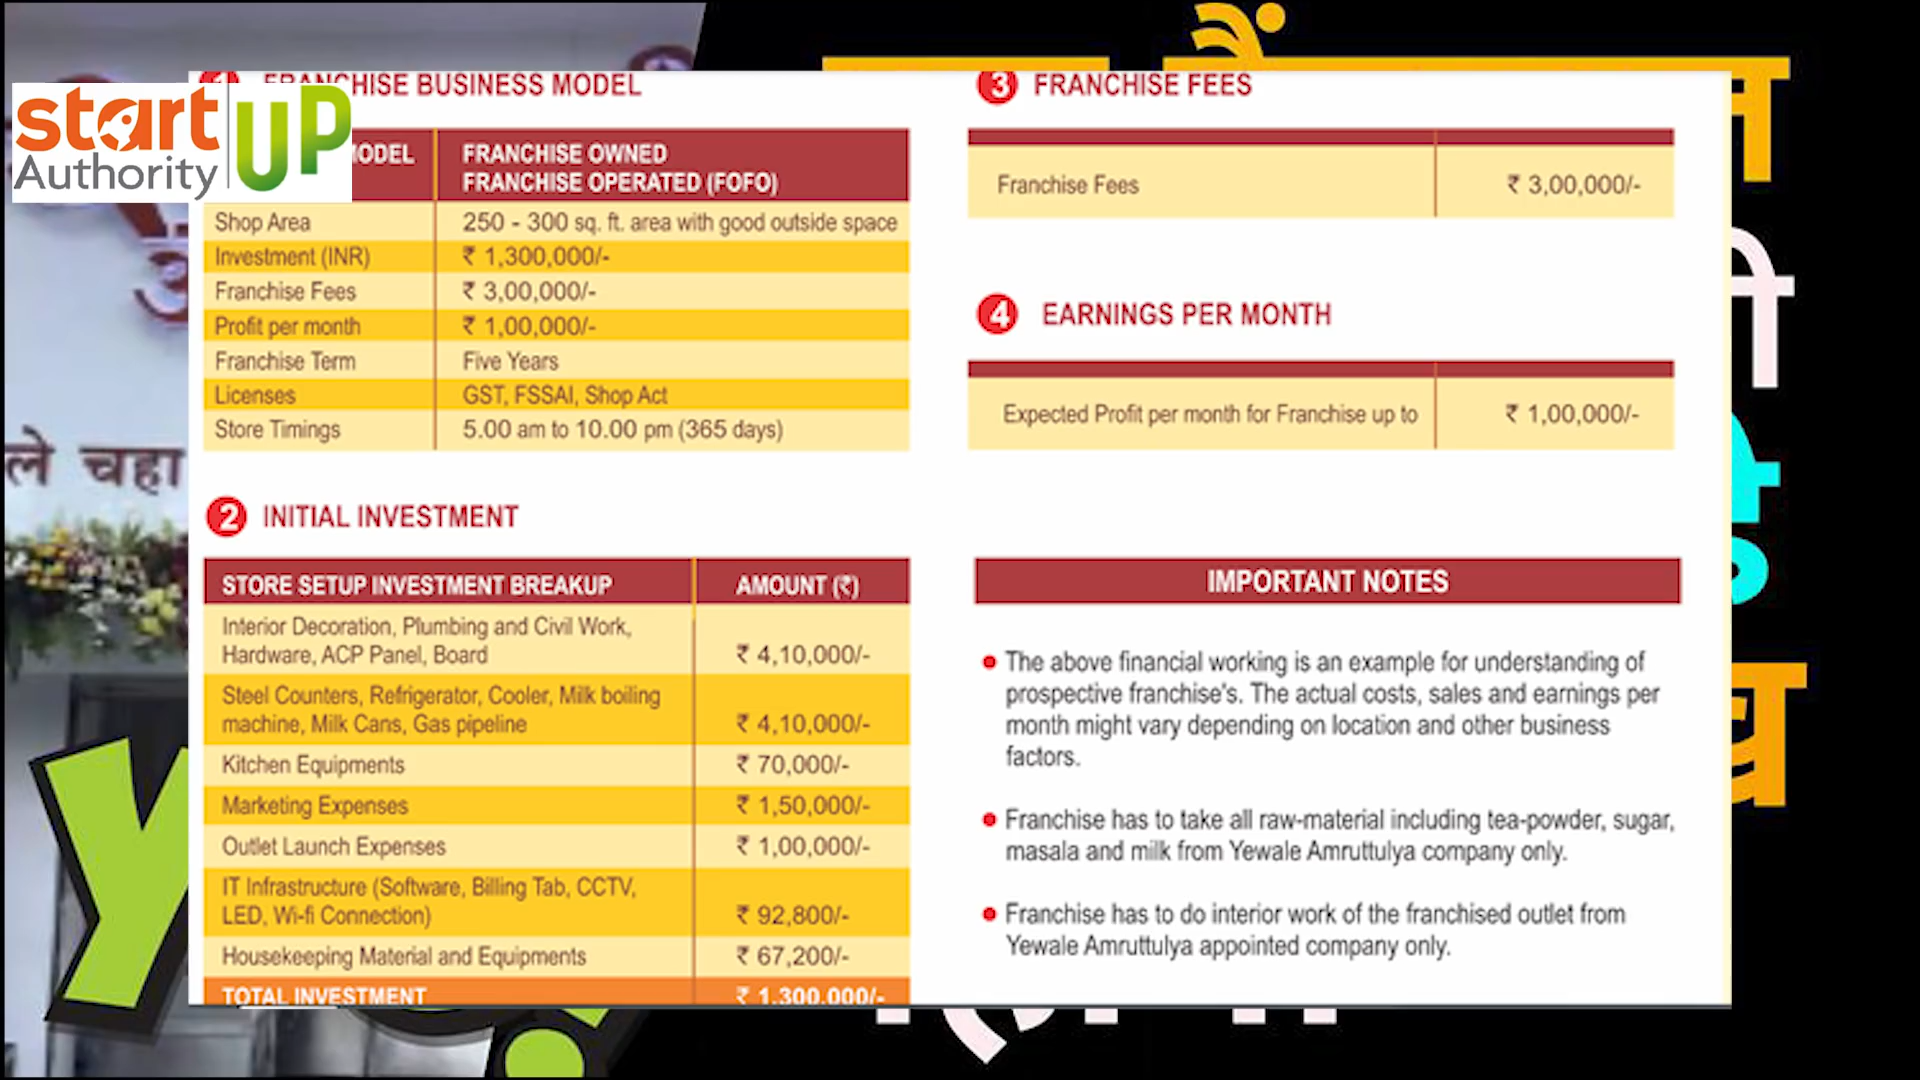 start UP
Authority
FRANCHISE BUSINESS MODEL
MODEL
FRANCHISE OWNED
FRANCHISE OPERATED (FOFO)
Shop Area 250 - 300 sq. ft. area with good outside space
Investment (INR) ₹ 1,300,000/-
Franchise Fees ₹ 3,00,000/-
Profit per month ₹ 1,00,000/-
Franchise Term Five Years
Licenses GST, FSSAI, Shop Act
Store Timings 5.00 am to 10.00 pm (365 days)
2 INITIAL INVESTMENT
STORE SETUP INVESTMENT BREAKUP AMOUNT (₹)
Interior Decoration, Plumbing and Civil Work,
Hardware, ACP Panel, Board ₹ 4,10,000/-
Steel Counters, Refrigerator, Cooler, Milk boiling
machine, Milk Cans, Gas pipeline ₹ 4,10,000/-
Kitchen Equipments ₹ 70,000/-
Marketing Expenses ₹ 1,50,000/-
Outlet Launch Expenses ₹ 1,00,000/-
IT Infrastructure (Software, Billing Tab, CCTV,
LED, Wi-fi Connection) ₹ 92,800/-
Housekeeping Material and Equipments ₹ 67,200/-
TOTAL INVESTMENT ₹ 1,300,000/-
3 FRANCHISE FEES
Franchise Fees ₹ 3,00,000/-
4 EARNINGS PER MONTH
Expected Profit per month for Franchise up to ₹ 1,00,000/-
IMPORTANT NOTES
● The above financial working is an example for understanding of
prospective franchise's. The actual costs, sales and earnings per
month might vary depending on location and other business
factors.
● Franchise has to take all raw-material including tea-powder, sugar,
masala and milk from Yewale Amruttulya company only.
● Franchise has to do interior work of the franchised outlet from
Yewale Amruttulya appointed company only.
ले चहा